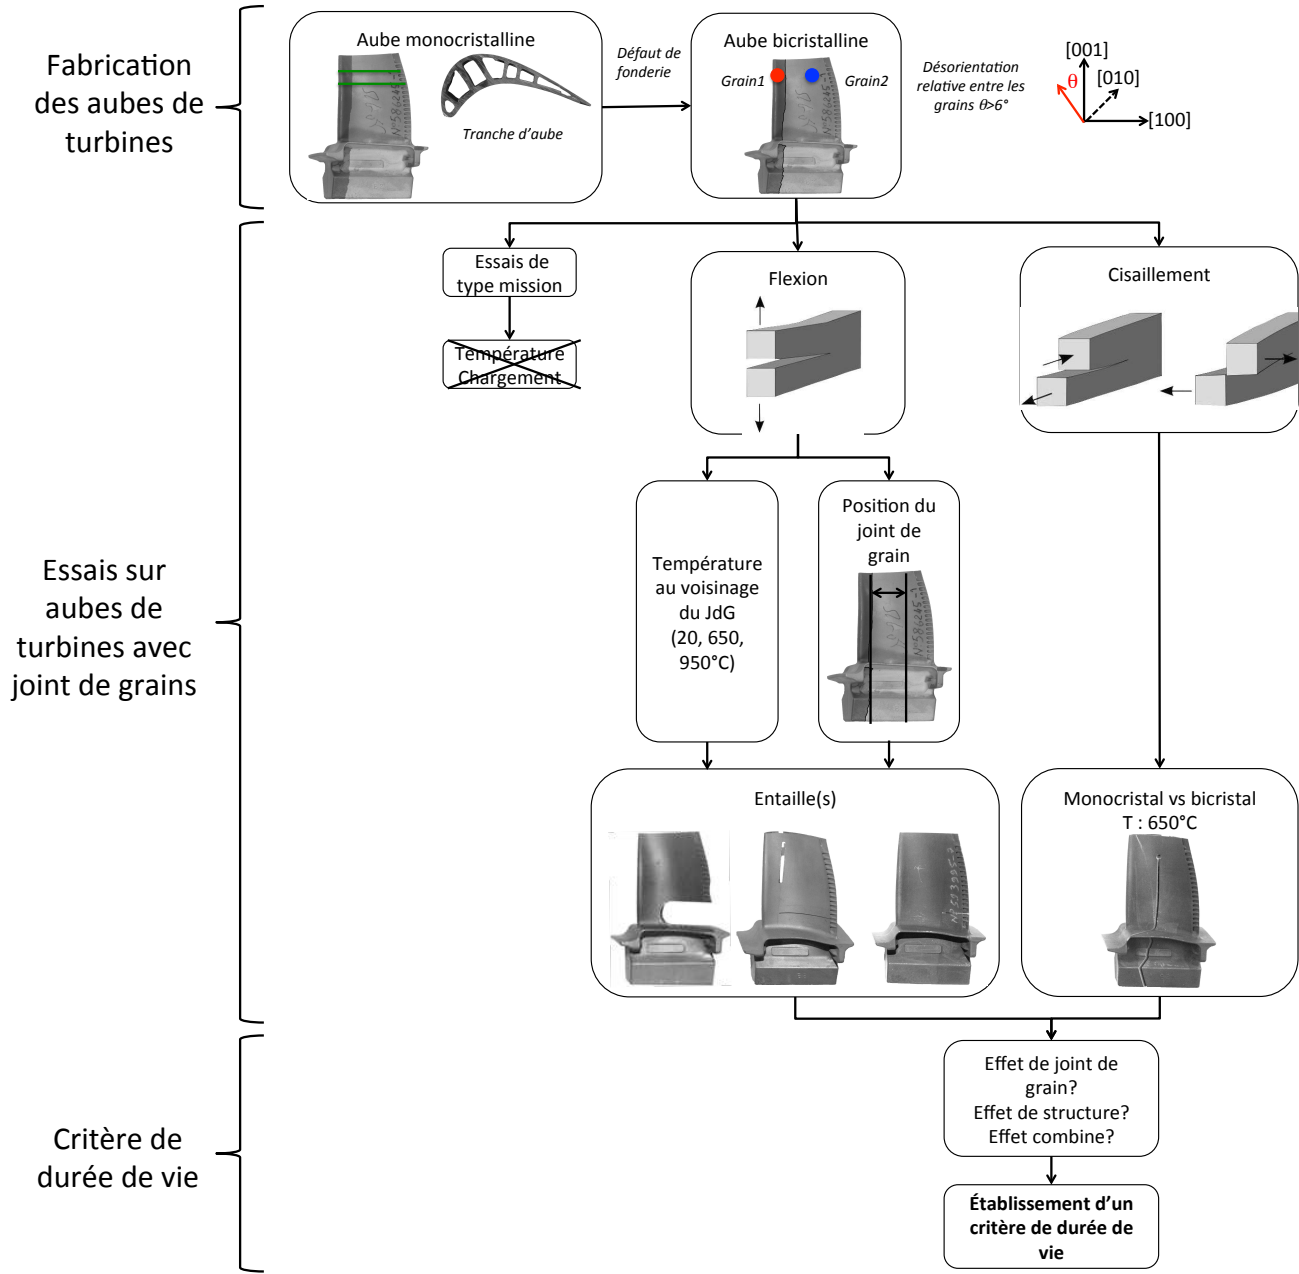 Fabrication
des aubes de
turbines
Aube monocristalline
Tranche d'aube
Défaut de
fonderie
Aube bicristalline
Grain1
Grain2
Désorientation
relative entre les
grains θ>6°
[001]
[010]
θ
[100]
Essais sur
aubes de
turbines avec
joint de grains
Essais de
type mission
Température
Chargement
Flexion
Cisaillement
Température
au voisinage
du JdG
(20, 650,
950°C)
Position du
joint de
grain
Entaille(s)
Monocristal vs bicristal
T : 650°C
Critère de
durée de vie
Effet de joint de
grain?
Effet de structure?
Effet combine?
Établissement d'un
critère de durée de
vie